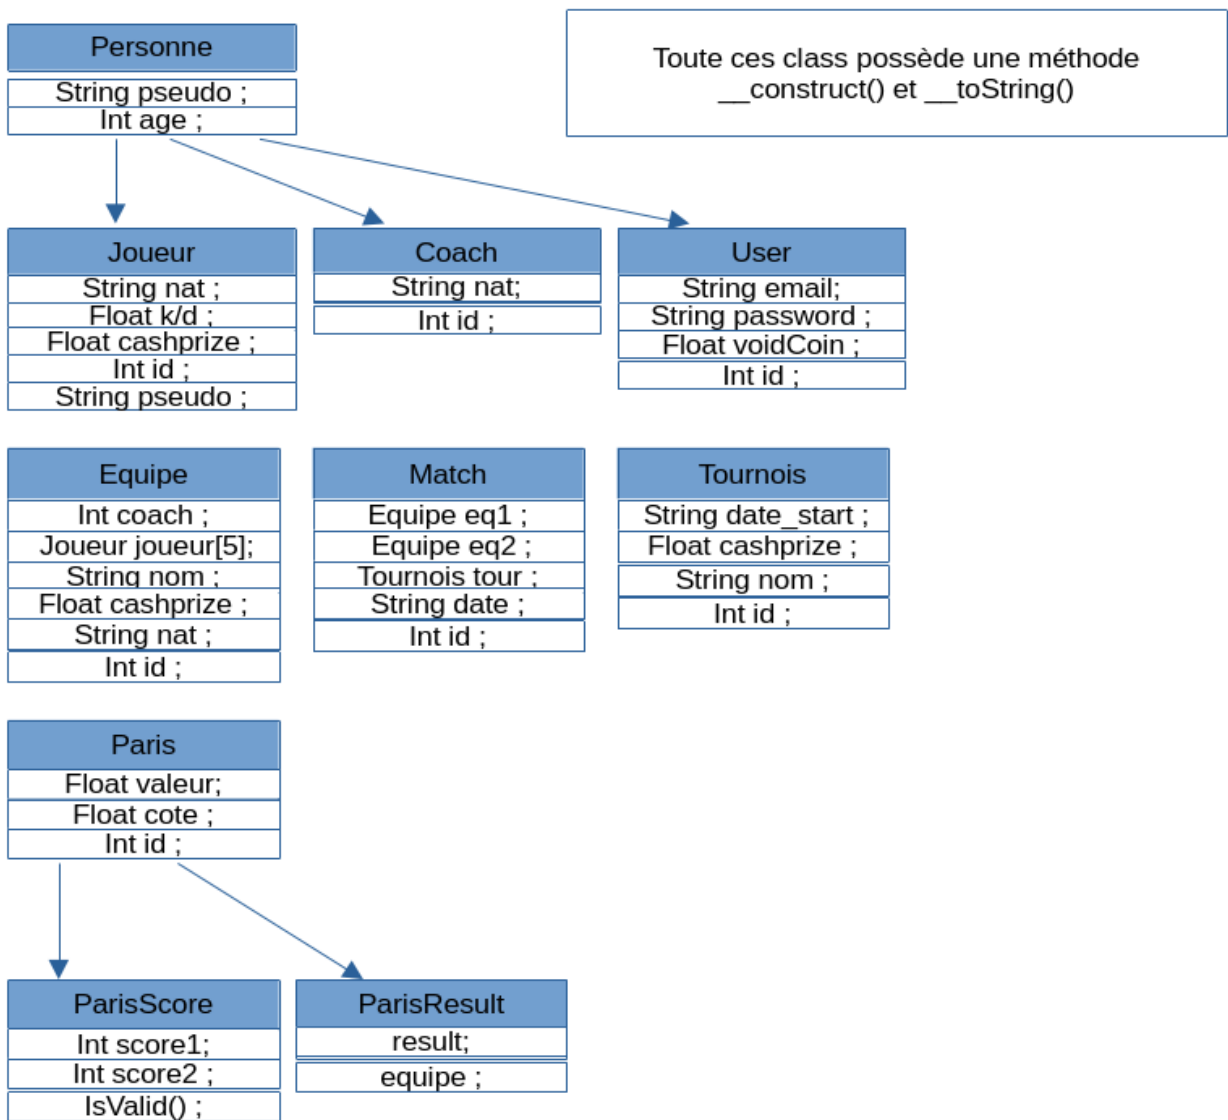 Personne
String pseudo ;
Int age ;
Toute ces class possède une méthode
__construct() et __toString()
Joueur
String nat ;
Float k/d ;
Float cashprize ;
Int id ;
String pseudo ;
Coach
String nat;
Int id ;
User
String email;
String password ;
Float voidCoin ;
Int id ;
Equipe
Int coach ;
Joueur joueur[5];
String nom ;
Float cashprize ;
String nat ;
Int id ;
Match
Equipe eq1 ;
Equipe eq2 ;
Tournois tour ;
String date ;
Int id ;
Tournois
String date_start ;
Float cashprize ;
String nom ;
Int id ;
Paris
Float valeur;
Float cote ;
Int id ;
ParisScore
Int score1;
Int score2 ;
IsValid() ;
ParisResult
result;
equipe ;